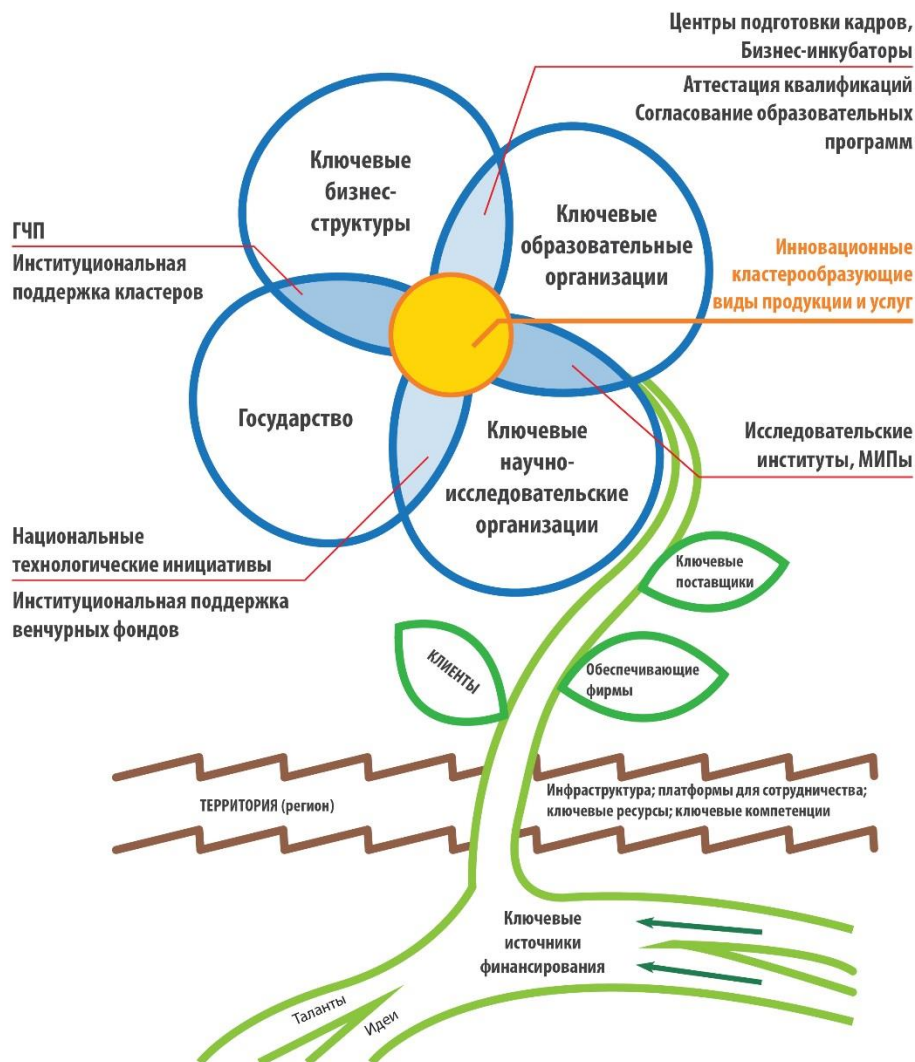 Центры подготовки кадров,
Бизнес-инкубаторы
Аттестация квалификаций
Согласование образовательных
программ
Ключевые
бизнес-
структуры
Ключевые
образовательные
организации
ГЧП
Институциональная
поддержка кластеров
Инновационные
кластерообразующие
виды продукции и услуг
Государство
Ключевые
научно-
исследовательские
организации
Исследовательские
институты, МИПы
Национальные
технологические инициативы
Институциональная поддержка
венчурных фондов
Ключевые
поставщики
КЛИЕНТЫ
Обеспечивающие
фирмы
ТЕРРИТОРИЯ (регион)
Инфраструктура; платформы для сотрудничества;
ключевые ресурсы; ключевые компетенции
Ключевые
источники
финансирования
Таланты
Идеи